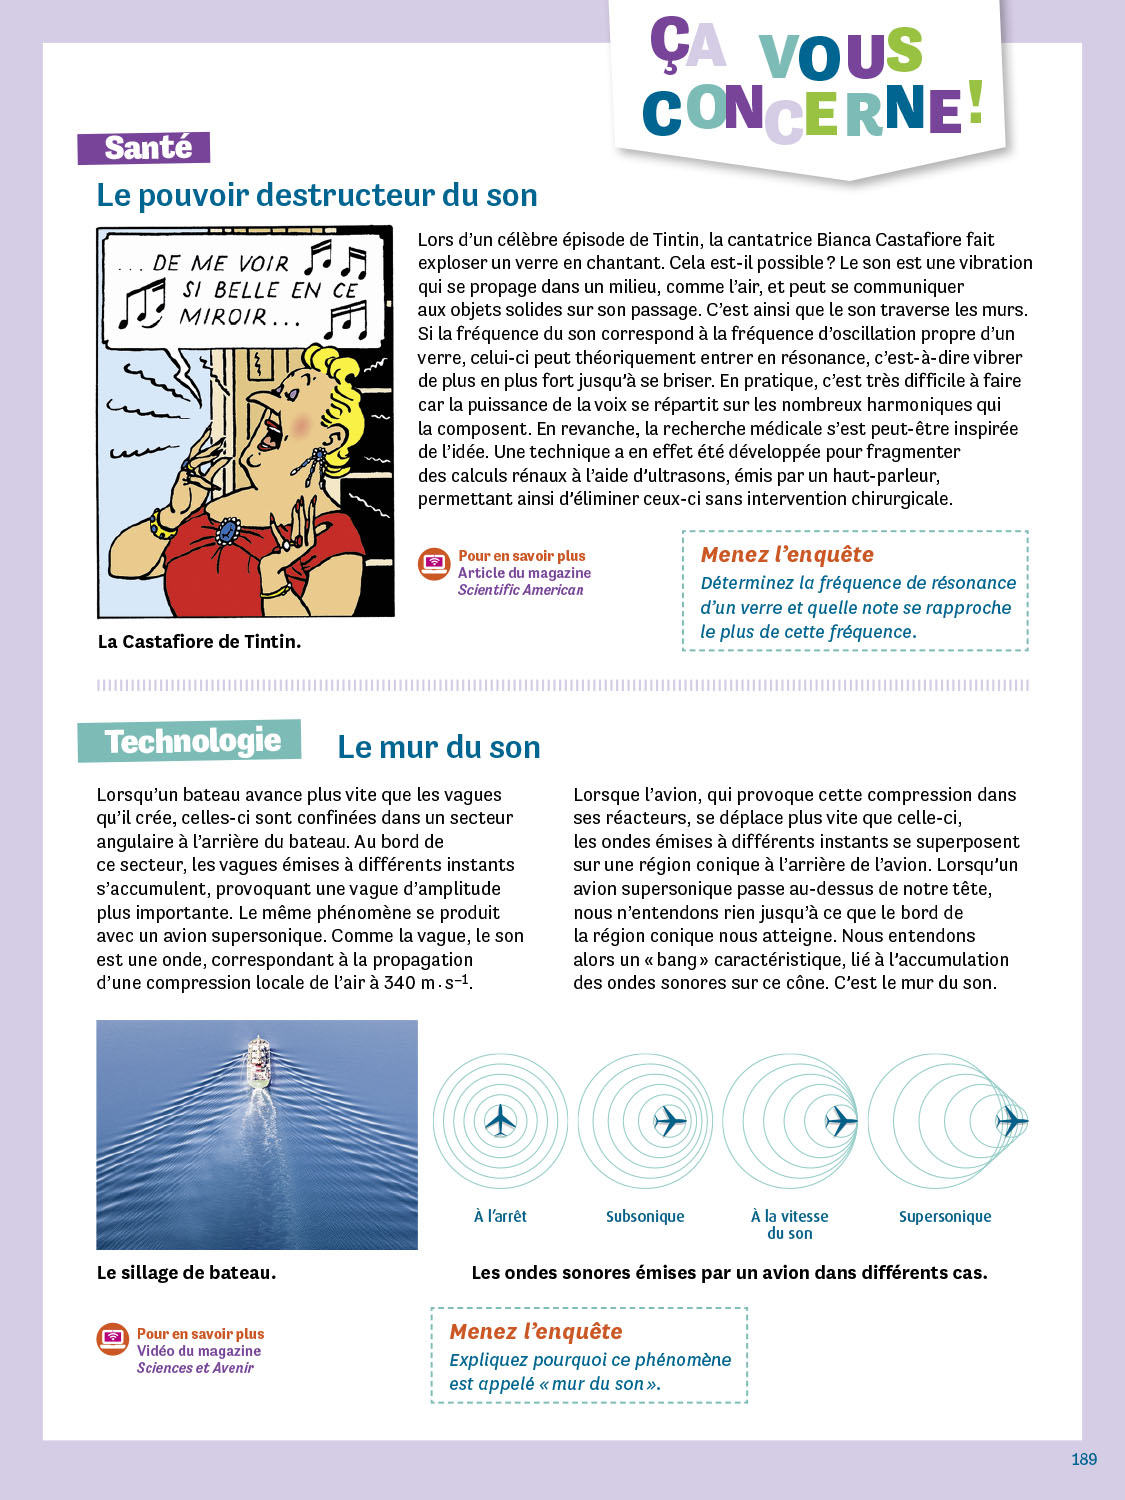 ÇA VOUS
CONCERNE!
Santé
Le pouvoir destructeur du son
... DE ME VOIR
SI BELLE EN CE
MIROIR...
Lors d’un célèbre épisode de Tintin, la cantatrice Bianca Castafiore fait
exploser un verre en chantant. Cela est-il possible ? Le son est une vibration
qui se propage dans un milieu, comme l’air, et peut se communiquer
aux objets solides sur son passage. C’est ainsi que le son traverse les murs.
Si la fréquence du son correspond à la fréquence d’oscillation propre d’un
verre, celui-ci peut théoriquement entrer en résonance, c’est-à-dire vibrer
de plus en plus fort jusqu’à se briser. En pratique, c’est très difficile à faire
car la puissance de la voix se répartit sur les nombreux harmoniques qui
la composent. En revanche, la recherche médicale s’est peut-être inspirée
de l’idée. Une technique a en effet été développée pour fragmenter
des calculs rénaux à l’aide d’ultrasons, émis par un haut-parleur,
permettant ainsi d’éliminer ceux-ci sans intervention chirurgicale.
La Castafiore de Tintin.
Pour en savoir plus
Article du magazine
Scientific American
Menez l’enquête
Déterminez la fréquence de résonance
d’un verre et quelle note se rapproche
le plus de cette fréquence.
Technologie
Le mur du son
Lorsqu’un bateau avance plus vite que les vagues
qu’il crée, celles-ci sont confinées dans un secteur
angulaire à l’arrière du bateau. Au bord de
ce secteur, les vagues émises à différents instants
s’accumulent, provoquant une vague d’amplitude
plus importante. Le même phénomène se produit
avec un avion supersonique. Comme la vague, le son
est une onde, correspondant à la propagation
d’une compression locale de l’air à 340 m · s⁻¹.
Lorsque l’avion, qui provoque cette compression dans
ses réacteurs, se déplace plus vite que celle-ci,
les ondes émises à différents instants se superposent
sur une région conique à l’arrière de l’avion. Lorsqu’un
avion supersonique passe au-dessus de notre tête,
nous n’entendons rien jusqu’à ce que le bord de
la région conique nous atteigne. Nous entendons
alors un « bang » caractéristique, lié à l’accumulation
des ondes sonores sur ce cône. C’est le mur du son.
À l’arrêt
Subsonique
À la vitesse
du son
Supersonique
Le sillage de bateau.
Les ondes sonores émises par un avion dans différents cas.
Pour en savoir plus
Vidéo du magazine
Sciences et Avenir
Menez l’enquête
Expliquez pourquoi ce phénomène
est appelé « mur du son ».
189